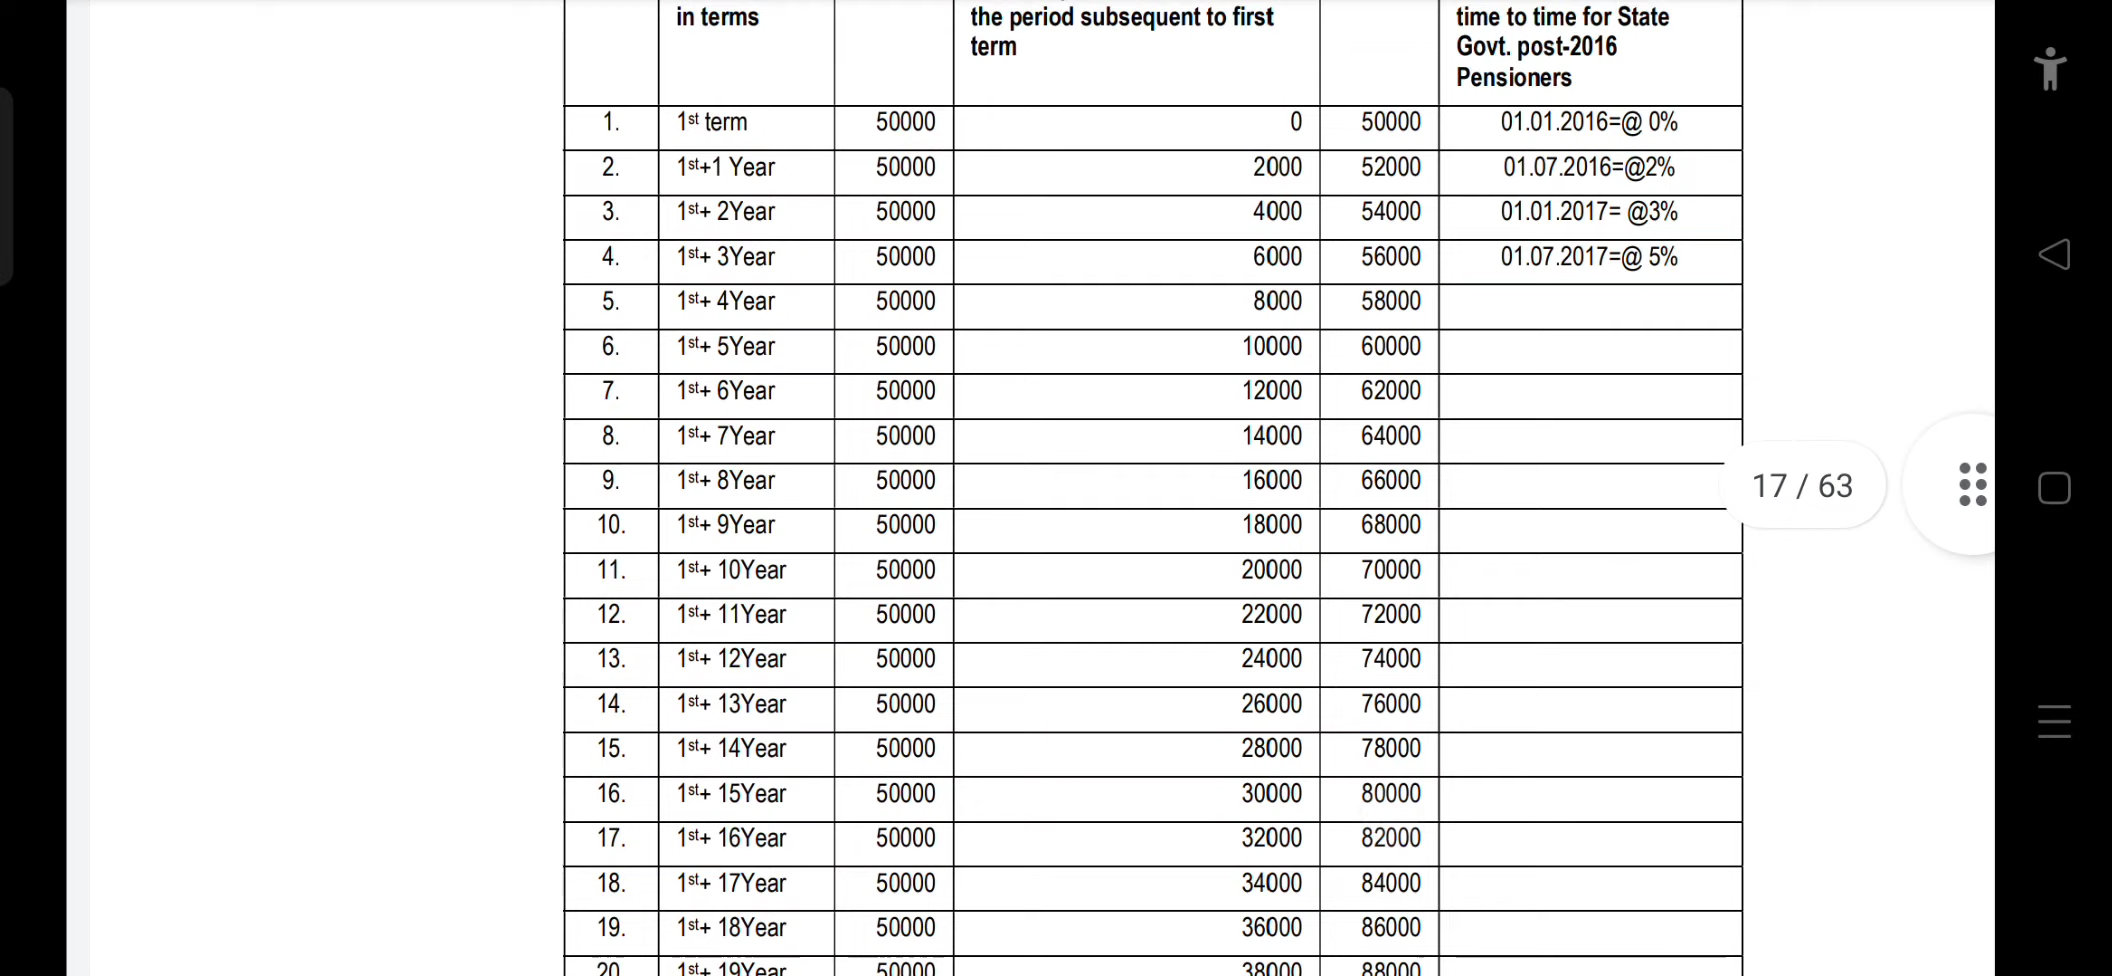 in terms
the period subsequent to first term
time to time for State Govt. post-2016 Pensioners
1. 1st term 50000 0 50000 01.01.2016=@ 0%
2. 1st+1 Year 50000 2000 52000 01.07.2016=@2%
3. 1st+ 2Year 50000 4000 54000 01.01.2017= @3%
4. 1st+ 3Year 50000 6000 56000 01.07.2017=@ 5%
5. 1st+ 4Year 50000 8000 58000
6. 1st+ 5Year 50000 10000 60000
7. 1st+ 6Year 50000 12000 62000
8. 1st+ 7Year 50000 14000 64000
9. 1st+ 8Year 50000 16000 66000
17 / 63
10. 1st+ 9Year 50000 18000 68000
11. 1st+ 10Year 50000 20000 70000
12. 1st+ 11Year 50000 22000 72000
13. 1st+ 12Year 50000 24000 74000
14. 1st+ 13Year 50000 26000 76000
15. 1st+ 14Year 50000 28000 78000
16. 1st+ 15Year 50000 30000 80000
17. 1st+ 16Year 50000 32000 82000
18. 1st+ 17Year 50000 34000 84000
19. 1st+ 18Year 50000 36000 86000
20. 1st+ 19Year 50000 38000 88000